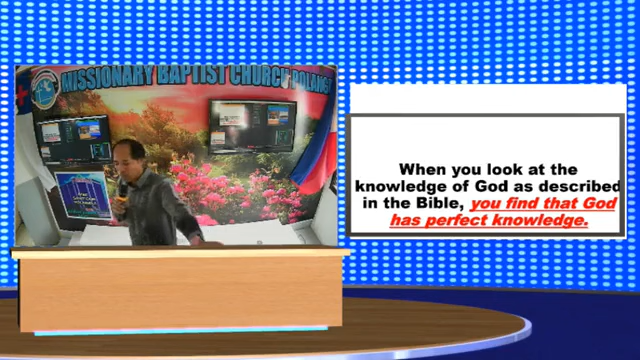 MISSIONARY BAPTIST CHURCH POLANGUI
When you look at the
knowledge of God as described
in the Bible, you find that God
has perfect knowledge.